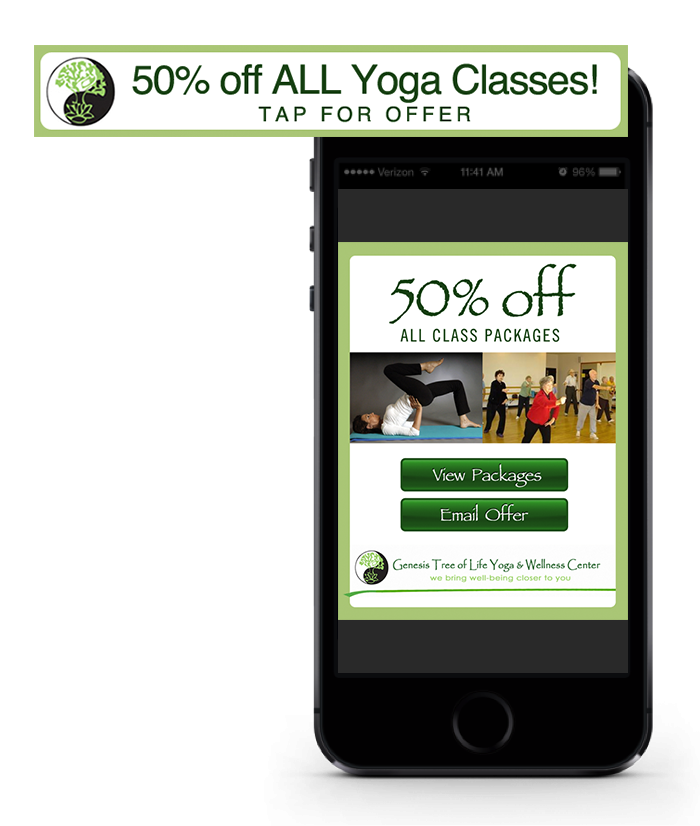 50% off ALL Yoga Classes!
TAP FOR OFFER
Verizon 11:41 AM 96%
50% off
ALL CLASS PACKAGES
View Packages
Email Offer
Genesis Tree of Life Yoga & Wellness Center
we bring well-being closer to you